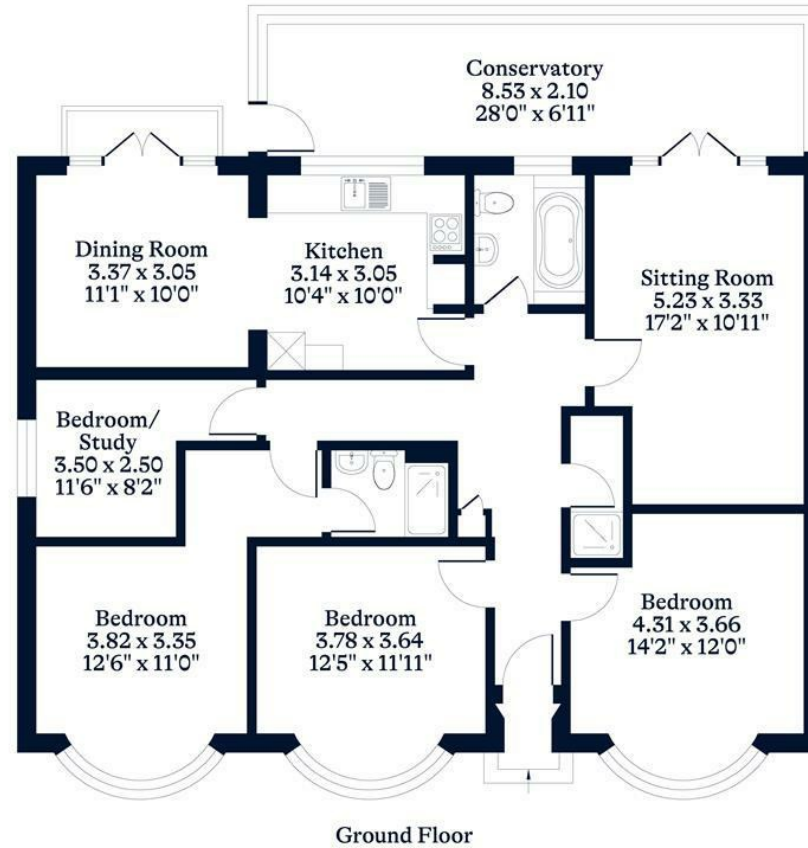 Conservatory
8.53 x 2.10
28'0" x 6'11"
Dining Room
3.37 x 3.05
11'1" x 10'0"
Kitchen
3.14 x 3.05
10'4" x 10'0"
Sitting Room
5.23 x 3.33
17'2" x 10'11"
Bedroom/
Study
3.50 x 2.50
11'6" x 8'2"
Bedroom
3.82 x 3.35
12'6" x 11'0"
Bedroom
3.78 x 3.64
12'5" x 11'11"
Bedroom
4.31 x 3.66
14'2" x 12'0"
Ground Floor